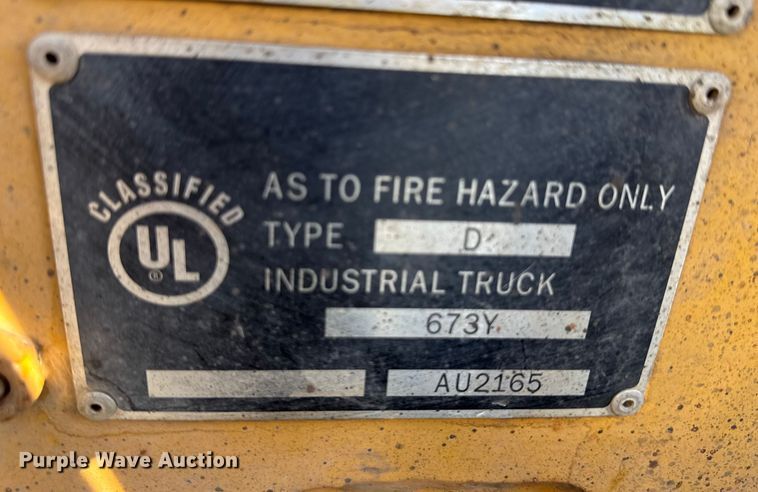 CLASSIFIED
UL®
AS TO FIRE HAZARD ONLY
TYPE D
INDUSTRIAL TRUCK
673Y
AU2165
Purple Wave Auction